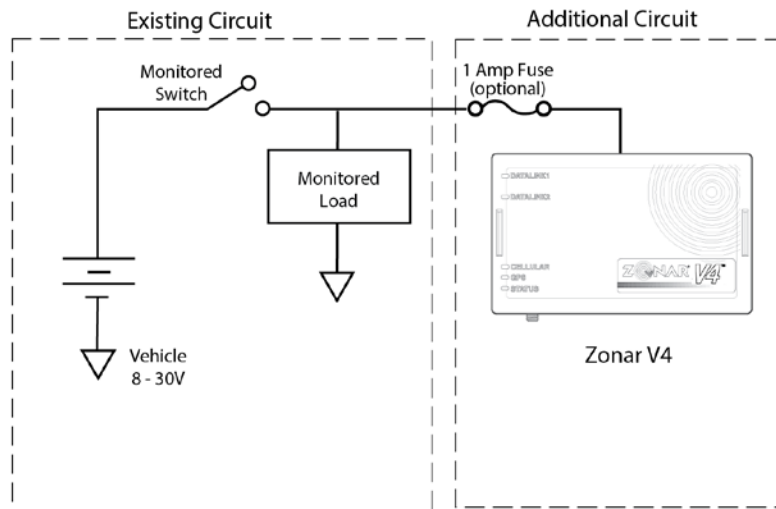 Existing Circuit
Additional Circuit
Monitored
Switch
1 Amp Fuse
(optional)
Monitored
Load
DATALINK1
DATALINK2
CELLULAR
GPS
STATUS
ZONAR V4™
Vehicle
8 - 30V
Zonar V4